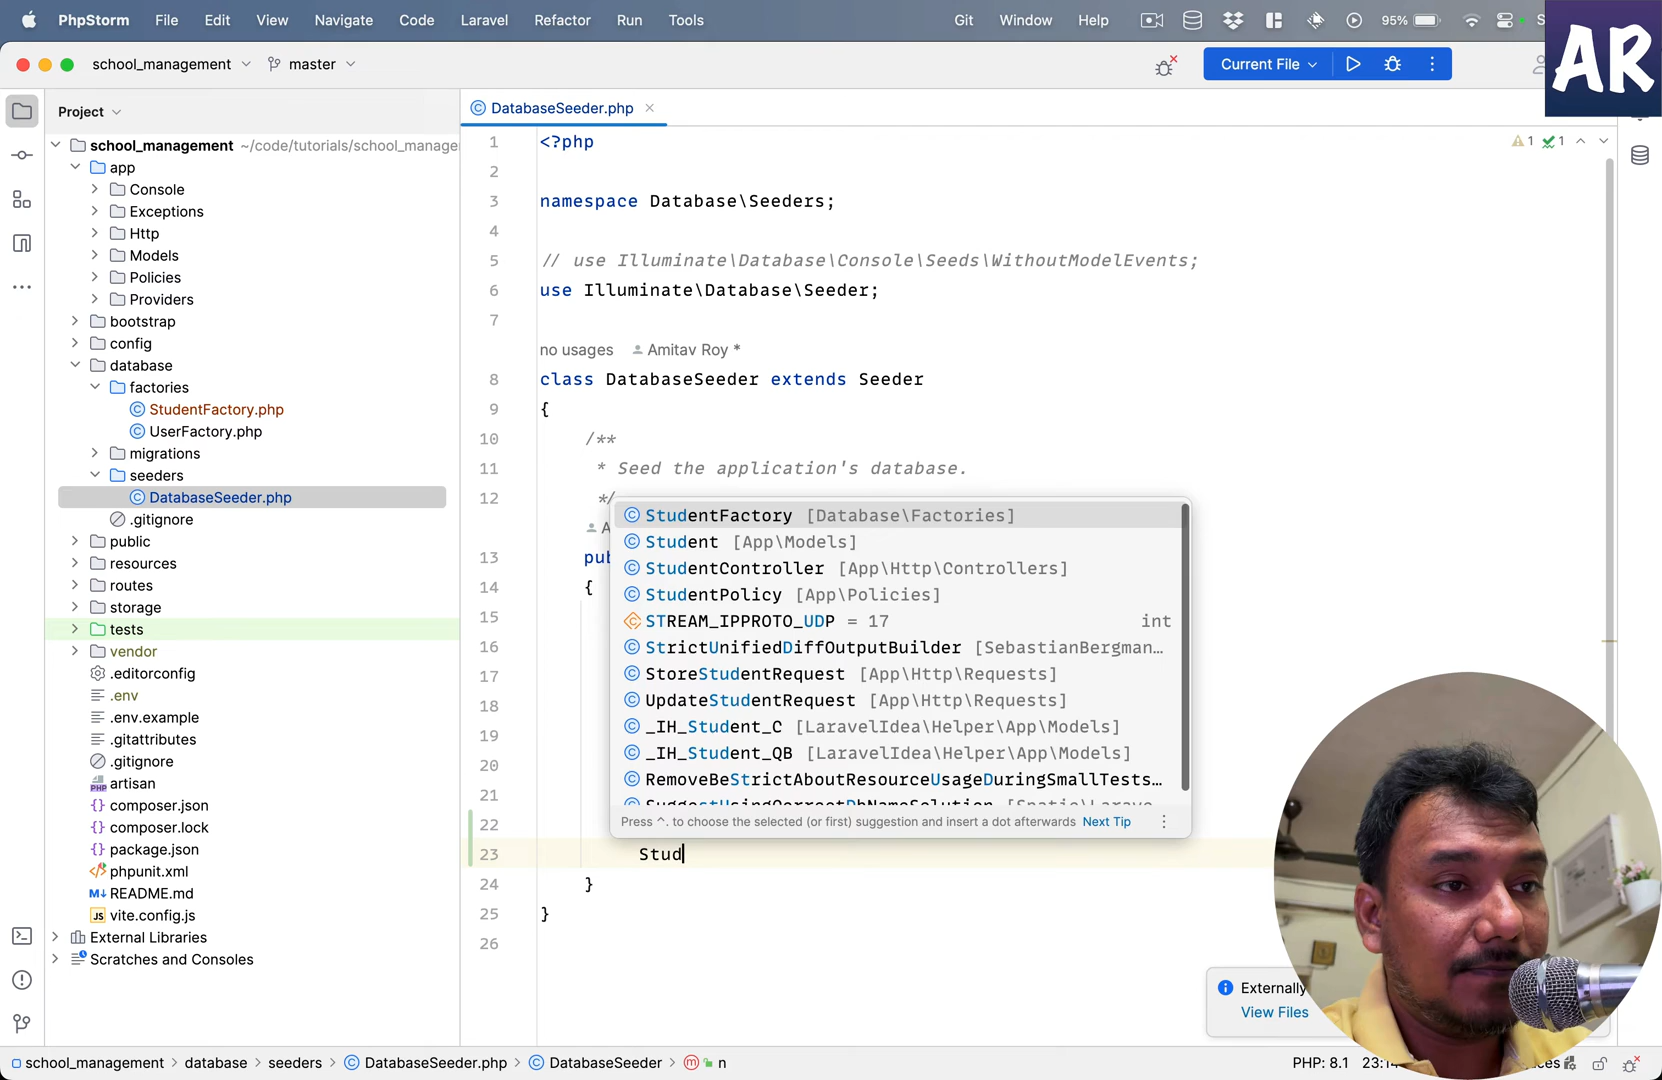 PhpStorm File Edit View Navigate Code Laravel Refactor Run Tools Git Window Help 95%
AR
school_management master Current File
Project
DatabaseSeeder.php
school_management ~/code/tutorials/school_manage
app
Console
Exceptions
Http
Models
Policies
Providers
bootstrap
config
database
factories
StudentFactory.php
UserFactory.php
migrations
seeders
DatabaseSeeder.php
.gitignore
public
resources
routes
storage
tests
vendor
.editorconfig
.env
.env.example
.gitattributes
.gitignore
artisan
composer.json
composer.lock
package.json
phpunit.xml
README.md
vite.config.js
External Libraries
Scratches and Consoles
1 <?php
1 1
2
3 namespace Database\Seeders;
4
5 // use Illuminate\Database\Console\Seeds\WithoutModelEvents;
6 use Illuminate\Database\Seeder;
7
no usages Amitav Roy *
8 class DatabaseSeeder extends Seeder
9 {
10 /**
11 * Seed the application's database.
12 */
A
13 pub
14 {
15
16
17
18
19
20
21
22
23 Stud
24 }
25 }
26
StudentFactory [Database\Factories]
Student [App\Models]
StudentController [App\Http\Controllers]
StudentPolicy [App\Policies]
STREAM_IPPROTO_UDP = 17 int
StrictUnifiedDiffOutputBuilder [SebastianBergman…
StoreStudentRequest [App\Http\Requests]
UpdateStudentRequest [App\Http\Requests]
_IH_Student_C [LaravelIdea\Helper\App\Models]
_IH_Student_QB [LaravelIdea\Helper\App\Models]
RemoveBeStrictAboutResourceUsageDuringSmallTests…
Press ^. to choose the selected (or first) suggestion and insert a dot afterwards Next Tip
Externally
View Files
school_management > database > seeders > DatabaseSeeder.php > DatabaseSeeder > n
PHP: 8.1